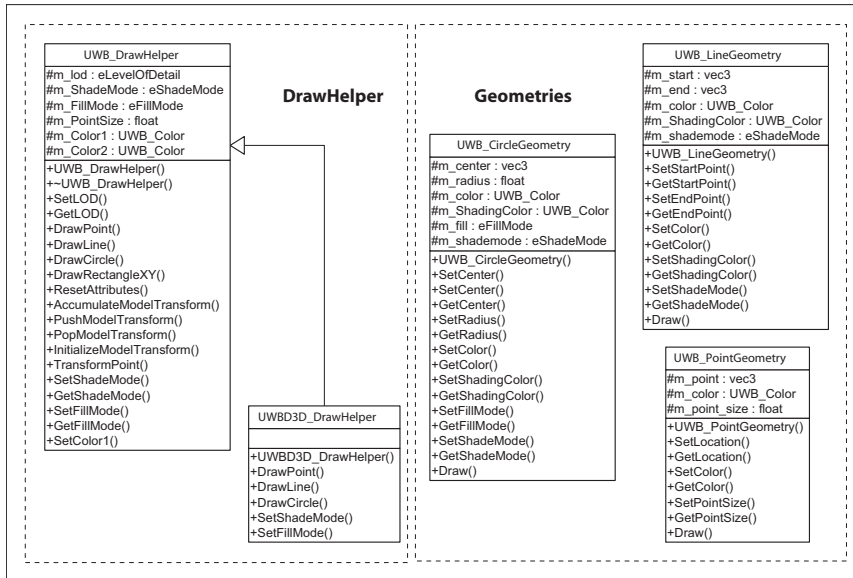 UWB_DrawHelper
#m_lod : eLevelOfDetail
#m_ShadeMode : eShadeMode
#m_FillMode : eFillMode
#m_PointSize : float
#m_Color1 : UWB_Color
#m_Color2 : UWB_Color
+UWB_DrawHelper()
+~UWB_DrawHelper()
+SetLOD()
+GetLOD()
+DrawPoint()
+DrawLine()
+DrawCircle()
+DrawRectangleXY()
+ResetAttributes()
+AccumulateModelTransform()
+PushModelTransform()
+PopModelTransform()
+InitializeModelTransform()
+TransformPoint()
+SetShadeMode()
+GetShadeMode()
+SetFillMode()
+GetFillMode()
+SetColor1()
DrawHelper
UWBD3D_DrawHelper
+UWBD3D_DrawHelper()
+DrawPoint()
+DrawLine()
+DrawCircle()
+SetShadeMode()
+SetFillMode()
Geometries
UWB_CircleGeometry
#m_center : vec3
#m_radius : float
#m_color : UWB_Color
#m_ShadingColor : UWB_Color
#m_fill : eFillMode
#m_shademode : eShadeMode
+UWB_CircleGeometry()
+SetCenter()
+SetCenter()
+GetCenter()
+SetRadius()
+GetRadius()
+SetColor()
+GetColor()
+SetShadingColor()
+GetShadingColor()
+SetFillMode()
+GetFillMode()
+SetShadeMode()
+GetShadeMode()
+Draw()
UWB_LineGeometry
#m_start : vec3
#m_end : vec3
#m_color : UWB_Color
#m_ShadingColor : UWB_Color
#m_shademode : eShadeMode
+UWB_LineGeometry()
+SetStartPoint()
+GetStartPoint()
+SetEndPoint()
+GetEndPoint()
+SetColor()
+GetColor()
+SetShadingColor()
+GetShadingColor()
+SetShadeMode()
+GetShadeMode()
+Draw()
UWB_PointGeometry
#m_point : vec3
#m_color : UWB_Color
#m_point_size : float
+UWB_PointGeometry()
+SetLocation()
+GetLocation()
+SetColor()
+GetColor()
+SetPointSize()
+GetPointSize()
+Draw()